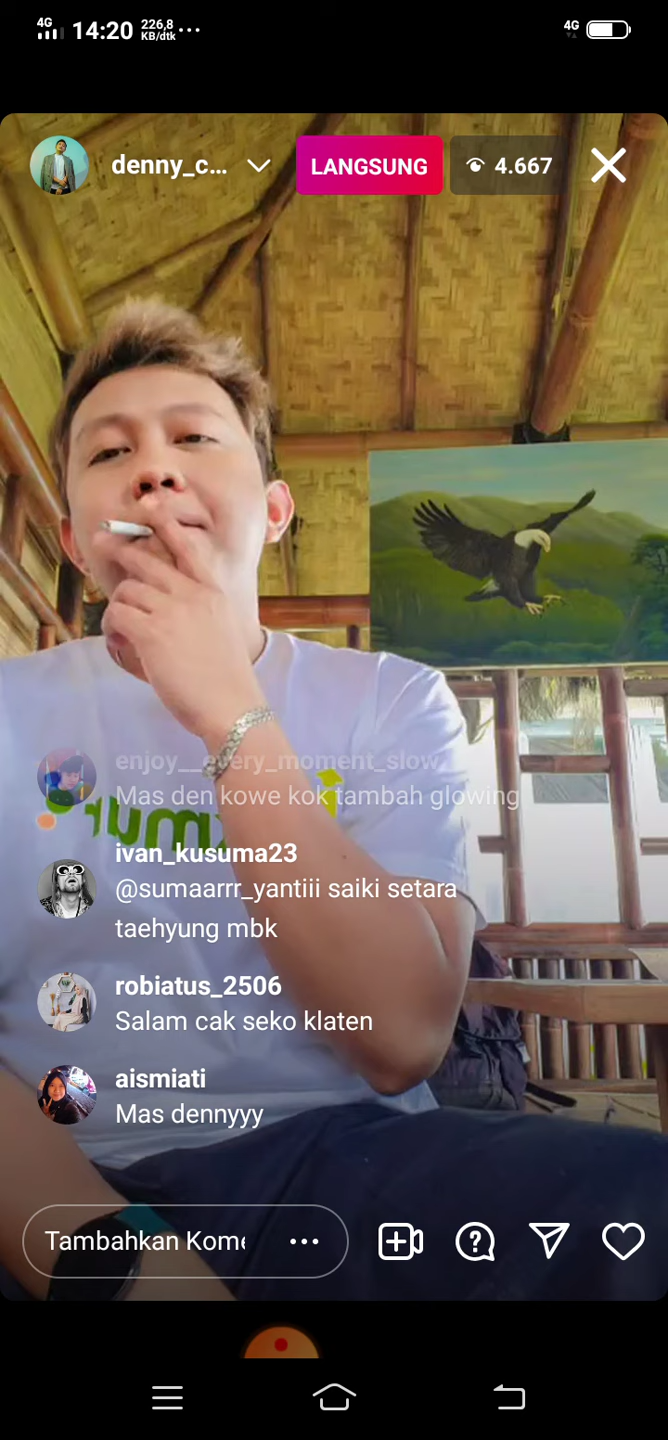 4G
14:20
226,8
KB/dtk
4G
denny_c...
LANGSUNG
4.667
enjoy__every_moment_slow
Mas den kowe kok tambah glowing
ivan_kusuma23
@sumaarrr_yantiii saiki setara
taehyung mbk
robiatus_2506
Salam cak seko klaten
aismiati
Mas dennyyy
Tambahkan Kome